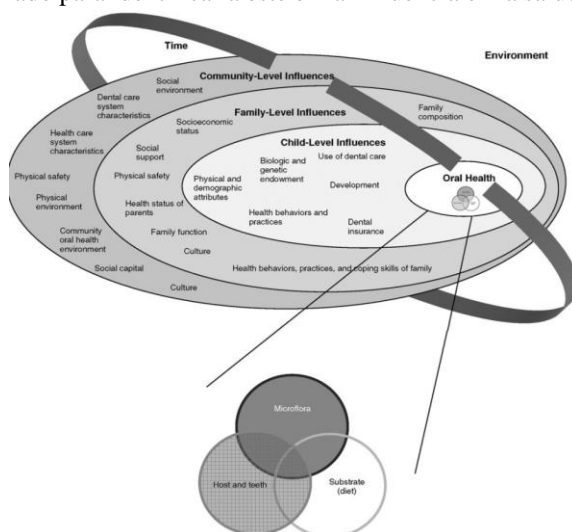 Time
Environment
Community-Level Influences
Social
environment
Dental care
system
characteristics
Family-Level Influences
Family
composition
Socioeconomic
status
Health care
system
characteristics
Child-Level Influences
Social
support
Biologic and
genetic
endowment
Use of dental care
Oral Health
Physical safety
Physical safety
Physical and
demographic
attributes
Development
Physical
environment
Health status of
parents
Health behaviors and
practices
Dental
insurance
Community
oral health
environment
Family function
Culture
Social capital
Health behaviors, practices, and coping skills of family
Culture
Microflora
Host and teeth
Substrate
(diet)